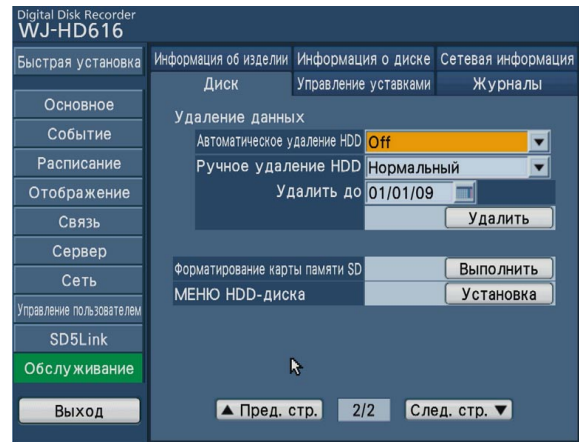 Digital Disk Recorder
WJ-HD616
Быстрая установка
Информация об изделии Информация о диске Сетевая информация
Диск Управление уставками Журналы
Основное
Событие
Расписание
Отображение
Связь
Сервер
Сеть
Управление пользователем
SD5Link
Обслуживание
Выход
Удаление данных
Автоматическое удаление HDD Off
Ручное удаление HDD Нормальный
Удалить до 01/01/09
Удалить
Форматирование карты памяти SD Выполнить
МЕНЮ HDD-диска Установка
▲ Пред. стр. 2/2 След. стр. ▼